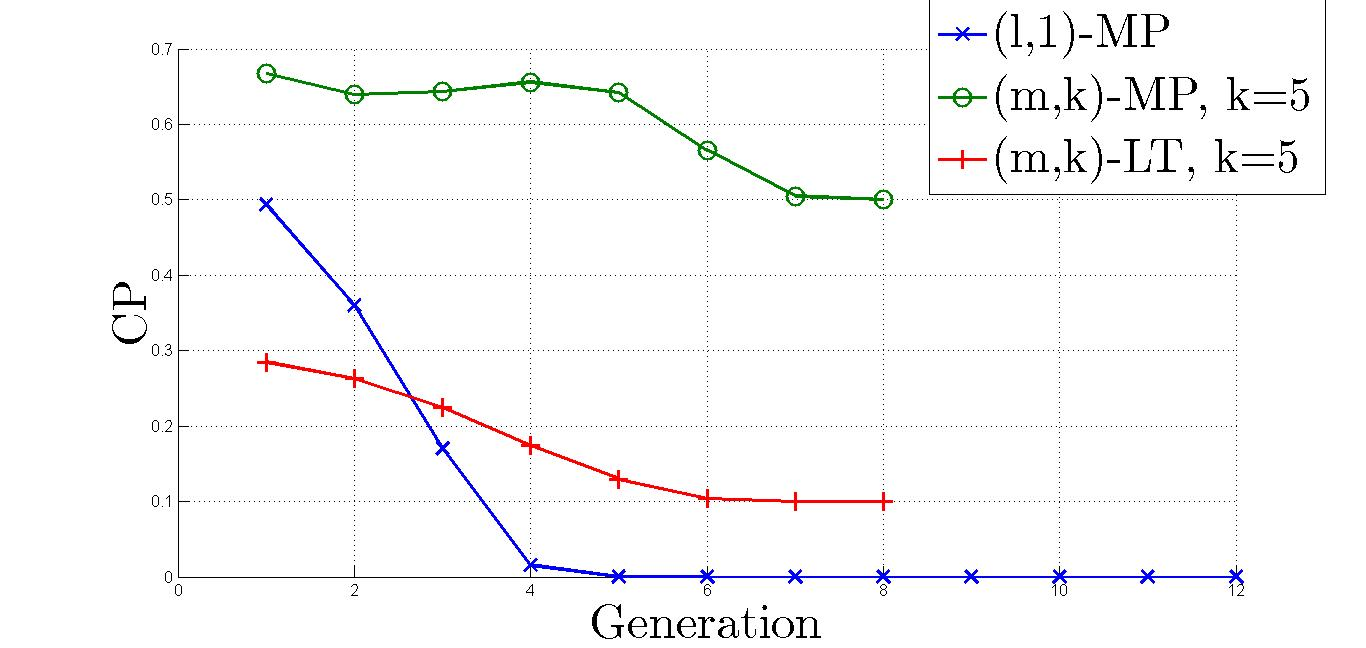 (l,1)-MP
(m,k)-MP, k=5
(m,k)-LT, k=5
0.7
0.6
0.5
0.4
0.3
0.2
0.1
0
CP
0 2 4 6 8 10 12
Generation